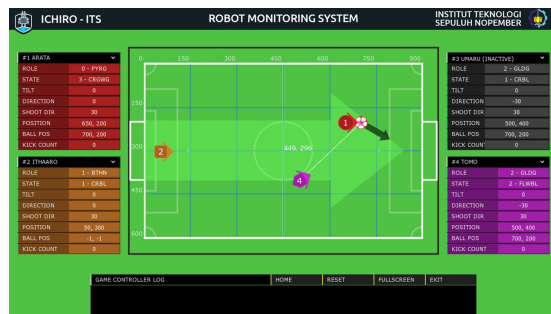 ICHIRO - ITS
ROBOT MONITORING SYSTEM
INSTITUT TEKNOLOGI
SEPULUH NOPEMBER
#1 ARATA
ROLE 0 - PYRG
STATE 3 - CRGWG
TILT 0
DIRECTION 0
SHOOT DIR 30
POSITION 650, 200
BALL POS 700, 200
KICK COUNT 0
#2 ITHAARO
ROLE 1 - BTHN
STATE 1 - CRBL
TILT 0
DIRECTION 0
SHOOT DIR 30
POSITION 50, 300
BALL POS -1, -1
KICK COUNT 0
0 150 300 450 600 750 900
150
300
450
600
1
2
449, 296
4
#3 UMARU (INACTIVE)
ROLE 2 - GLDG
STATE 1 - CRBL
TILT 0
DIRECTION -30
SHOOT DIR 30
POSITION 500, 400
BALL POS 700, 200
KICK COUNT 0
#4 TOMO
ROLE 2 - GLDG
STATE 2 - FLWBL
TILT 0
DIRECTION -30
SHOOT DIR 30
POSITION 500, 400
BALL POS 700, 200
KICK COUNT 0
GAME CONTROLLER LOG HOME RESET FULLSCREEN EXIT